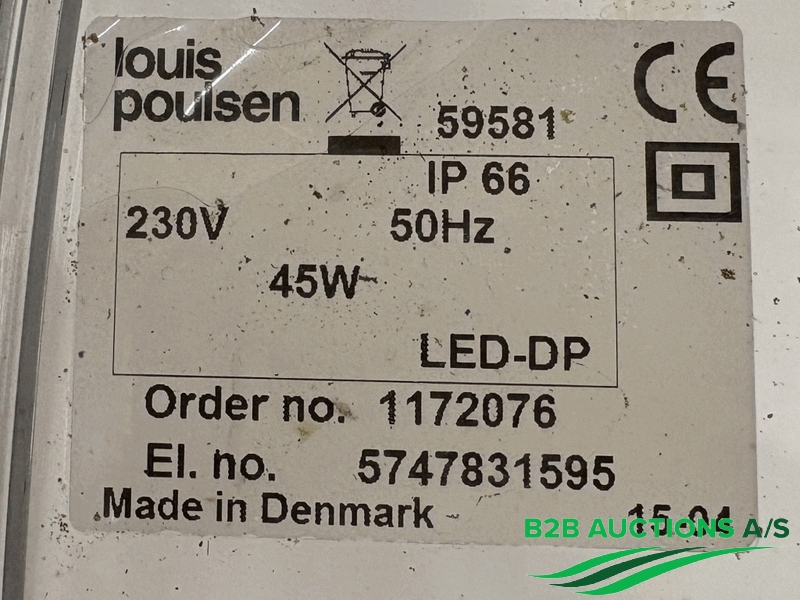 louis
poulsen
59581
CE
IP 66
230V 50Hz
45W
LED-DP
Order no. 1172076
El. no. 5747831595
Made in Denmark 15-04
B2B AUCTIONS A/S